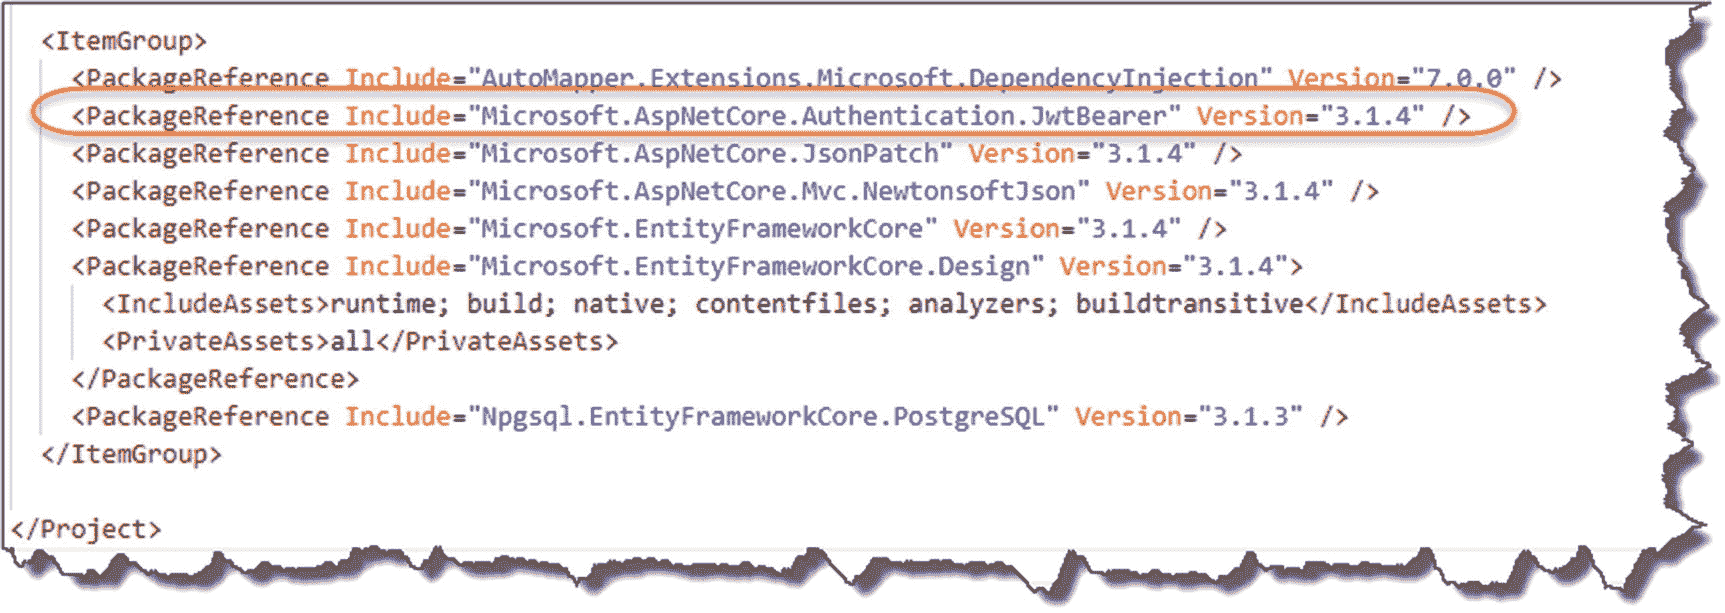 <ItemGroup>
<PackageReference Include="AutoMapper.Extensions.Microsoft.DependencyInjection" Version="7.0.0" />
<PackageReference Include="Microsoft.AspNetCore.Authentication.JwtBearer" Version="3.1.4" />
<PackageReference Include="Microsoft.AspNetCore.JsonPatch" Version="3.1.4" />
<PackageReference Include="Microsoft.AspNetCore.Mvc.NewtonsoftJson" Version="3.1.4" />
<PackageReference Include="Microsoft.EntityFrameworkCore" Version="3.1.4" />
<PackageReference Include="Microsoft.EntityFrameworkCore.Design" Version="3.1.4">
<IncludeAssets>runtime; build; native; contentfiles; analyzers; buildtransitive</IncludeAssets>
<PrivateAssets>all</PrivateAssets>
</PackageReference>
<PackageReference Include="Npgsql.EntityFrameworkCore.PostgreSQL" Version="3.1.3" />
</ItemGroup>
</Project>